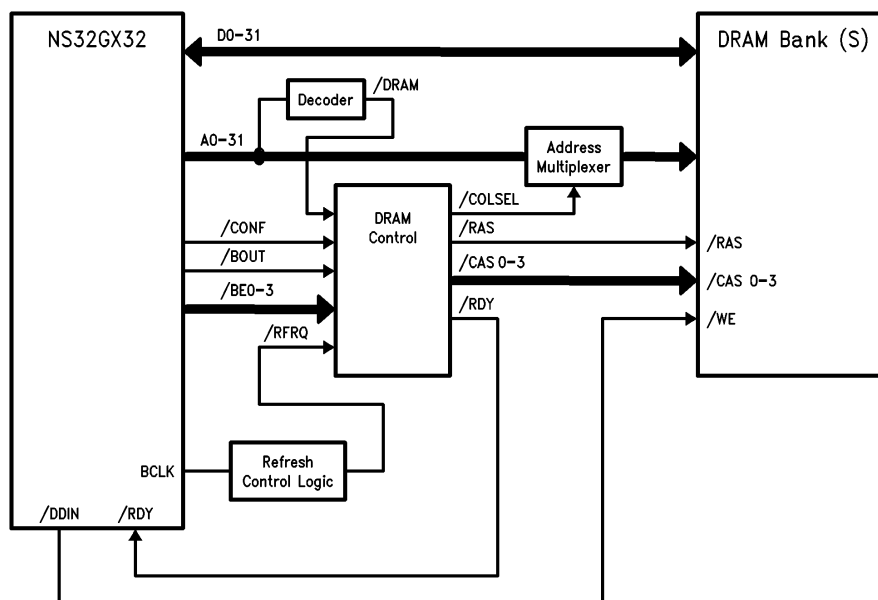 NS32GX32
D0-31
DRAM Bank (S)
/DRAM
Decoder
A0-31
Address
Multiplexer
/COLSEL
DRAM
Control
/CONF
/RAS
/RAS
/BOUT
/CAS 0-3
/CAS 0-3
/BE0-3
/RDY
/WE
/RFRQ
BCLK
Refresh
Control Logic
/DDIN
/RDY